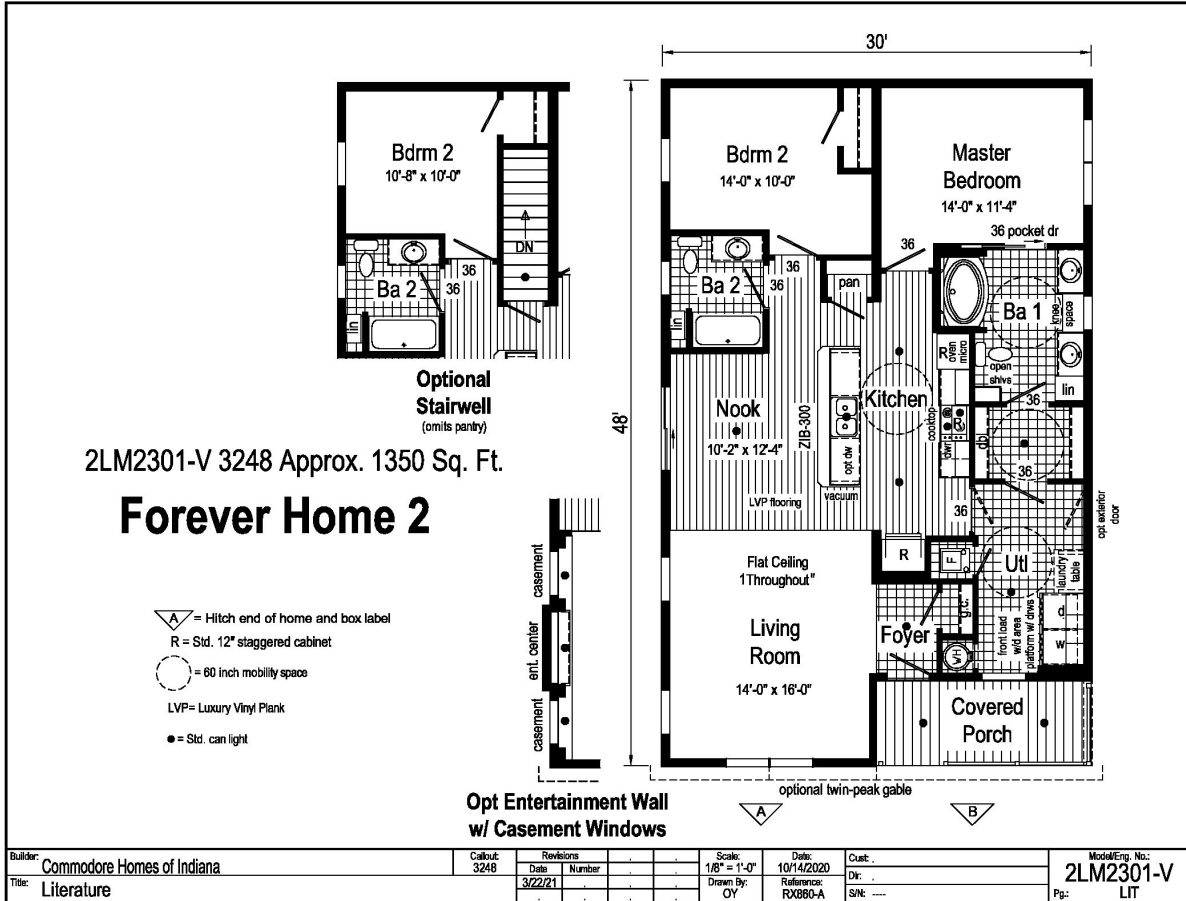 30'
48'
Bdrm 2
10'-8" x 10'-0"
DN
36
36
Ba 2
lin
Optional
Stairwell
(omits pantry)
2LM2301-V 3248 Approx. 1350 Sq. Ft.
Forever Home 2
A = Hitch end of home and box label
R = Std. 12" staggered cabinet
= 60 inch mobility space
LVP= Luxury Vinyl Plank
= Std. can light
casement
ent. center
casement
Opt Entertainment Wall
w/ Casement Windows
Bdrm 2
14'-0" x 10'-0"
Master
Bedroom
14'-0" x 11'-4"
36 pocket dr
36
36
36
Ba 2
lin
pan
Ba 1
knee
space
open
shlvs
lin
36
R
oven
micro
Kitchen
cooktop
R
dwr
Nook
10'-2" x 12'-4"
ZIB-300
opt dw
vacuum
LVP flooring
db
36
36
opt exterior
door
R
F
Utl
laundry
table
d
w
front load
w/d area
platform w/ drws
Flat Ceiling
1Throughout"
Living
Room
14'-0" x 16'-0"
Foyer
g.c.
WH
Covered
Porch
optional twin-peak gable
A
B
Builder: Commodore Homes of Indiana
Title: Literature
Callout:
3248
Revisions
Date Number
3/22/21
Scale:
1/8" = 1'-0"
Drawn By:
OY
Date:
10/14/2020
Reference:
RX860-A
Cust: .
Dir: .
S/N: ----
Model/Eng. No.:
2LM2301-V
Pg.: LIT